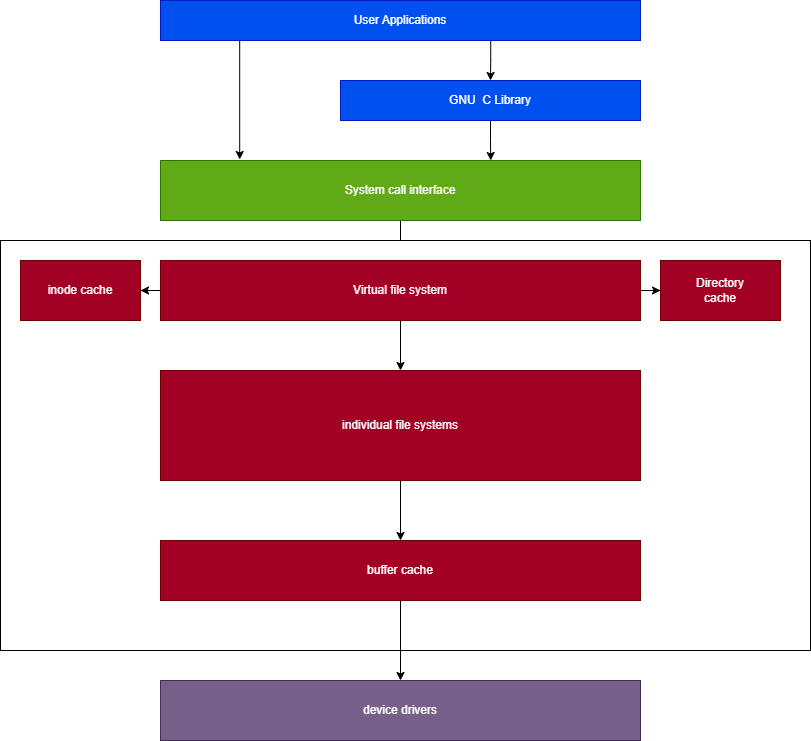 User Applications
GNU  C Library
System call interface
inode cache
Virtual file system
Directory
cache
individual file systems
buffer cache
device drivers